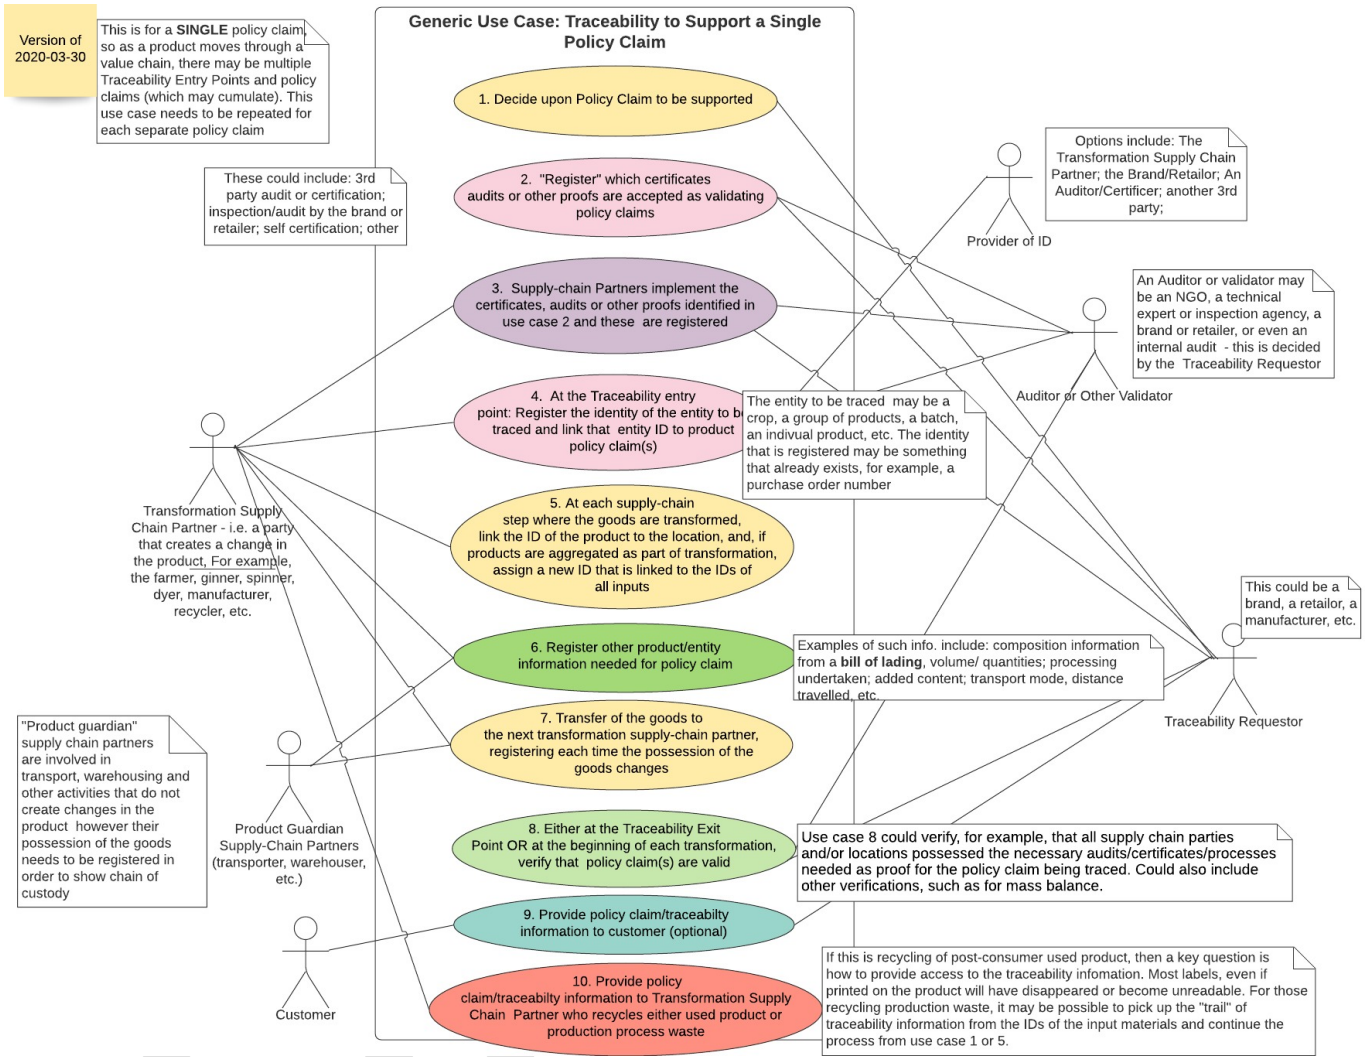 Generic Use Case: Traceability to Support a Single
Policy Claim
Version of
2020-03-30
This is for a SINGLE policy claim,
so as a product moves through a
value chain, there may be multiple
Traceability Entry Points and policy
claims (which may cumulate). This
use case needs to be repeated for
each separate policy claim
1. Decide upon Policy Claim to be supported
These could include: 3rd
party audit or certification;
inspection/audit by the brand or
retailer; self certification; other
2. "Register" which certificates
audits or other proofs are accepted as validating
policy claims
Options include: The
Transformation Supply Chain
Partner; the Brand/Retailor; An
Auditor/Certificer; another 3rd
party;
Provider of ID
3. Supply-chain Partners implement the
certificates, audits or other proofs identified in
use case 2 and these are registered
An Auditor or validator may
be an NGO, a technical
expert or inspection agency, a
brand or retailer, or even an
internal audit - this is decided
by the Traceability Requestor
Auditor or Other Validator
4. At the Traceability entry
point: Register the identity of the entity to be
traced and link that entity ID to product
policy claim(s)
The entity to be traced may be a
crop, a group of products, a batch,
an indivual product, etc. The identity
that is registered may be something
that already exists, for example, a
purchase order number
Transformation Supply
Chain Partner - i.e. a party
that creates a change in
the product, For example,
the farmer, ginner, spinner,
dyer, manufacturer,
recycler, etc.
5. At each supply-chain
step where the goods are transformed,
link the ID of the product to the location, and, if
products are aggregated as part of transformation,
assign a new ID that is linked to the IDs of
all inputs
This could be a
brand, a retailor, a
manufacturer, etc.
Traceability Requestor
6. Register other product/entity
information needed for policy claim
Examples of such info. include: composition information
from a bill of lading, volume/ quantities; processing
undertaken; added content; transport mode, distance
travelled, etc.
7. Transfer of the goods to
the next transformation supply-chain partner,
registering each time the possession of the
goods changes
"Product guardian"
supply chain partners
are involved in
transport, warehousing and
other activities that do not
create changes in the
product however their
possession of the goods
needs to be registered in
order to show chain of
custody
Product Guardian
Supply-Chain Partners
(transporter, warehouser,
etc.)
8. Either at the Traceability Exit
Point OR at the beginning of each transformation,
verify that policy claim(s) are valid
Use case 8 could verify, for example, that all supply chain parties
and/or locations possessed the necessary audits/certificates/processes
needed as proof for the policy claim being traced. Could also include
other verifications, such as for mass balance.
9. Provide policy claim/traceabilty
information to customer (optional)
Customer
10. Provide policy
claim/traceabilty information to Transformation Supply
Chain Partner who recycles either used product or
production process waste
If this is recycling of post-consumer used product, then a key question is
how to provide access to the traceability infomation. Most labels, even if
printed on the product will have disappeared or become unreadable. For those
recycling production waste, it may be possible to pick up the "trail" of
traceability information from the IDs of the input materials and continue the
process from use case 1 or 5.